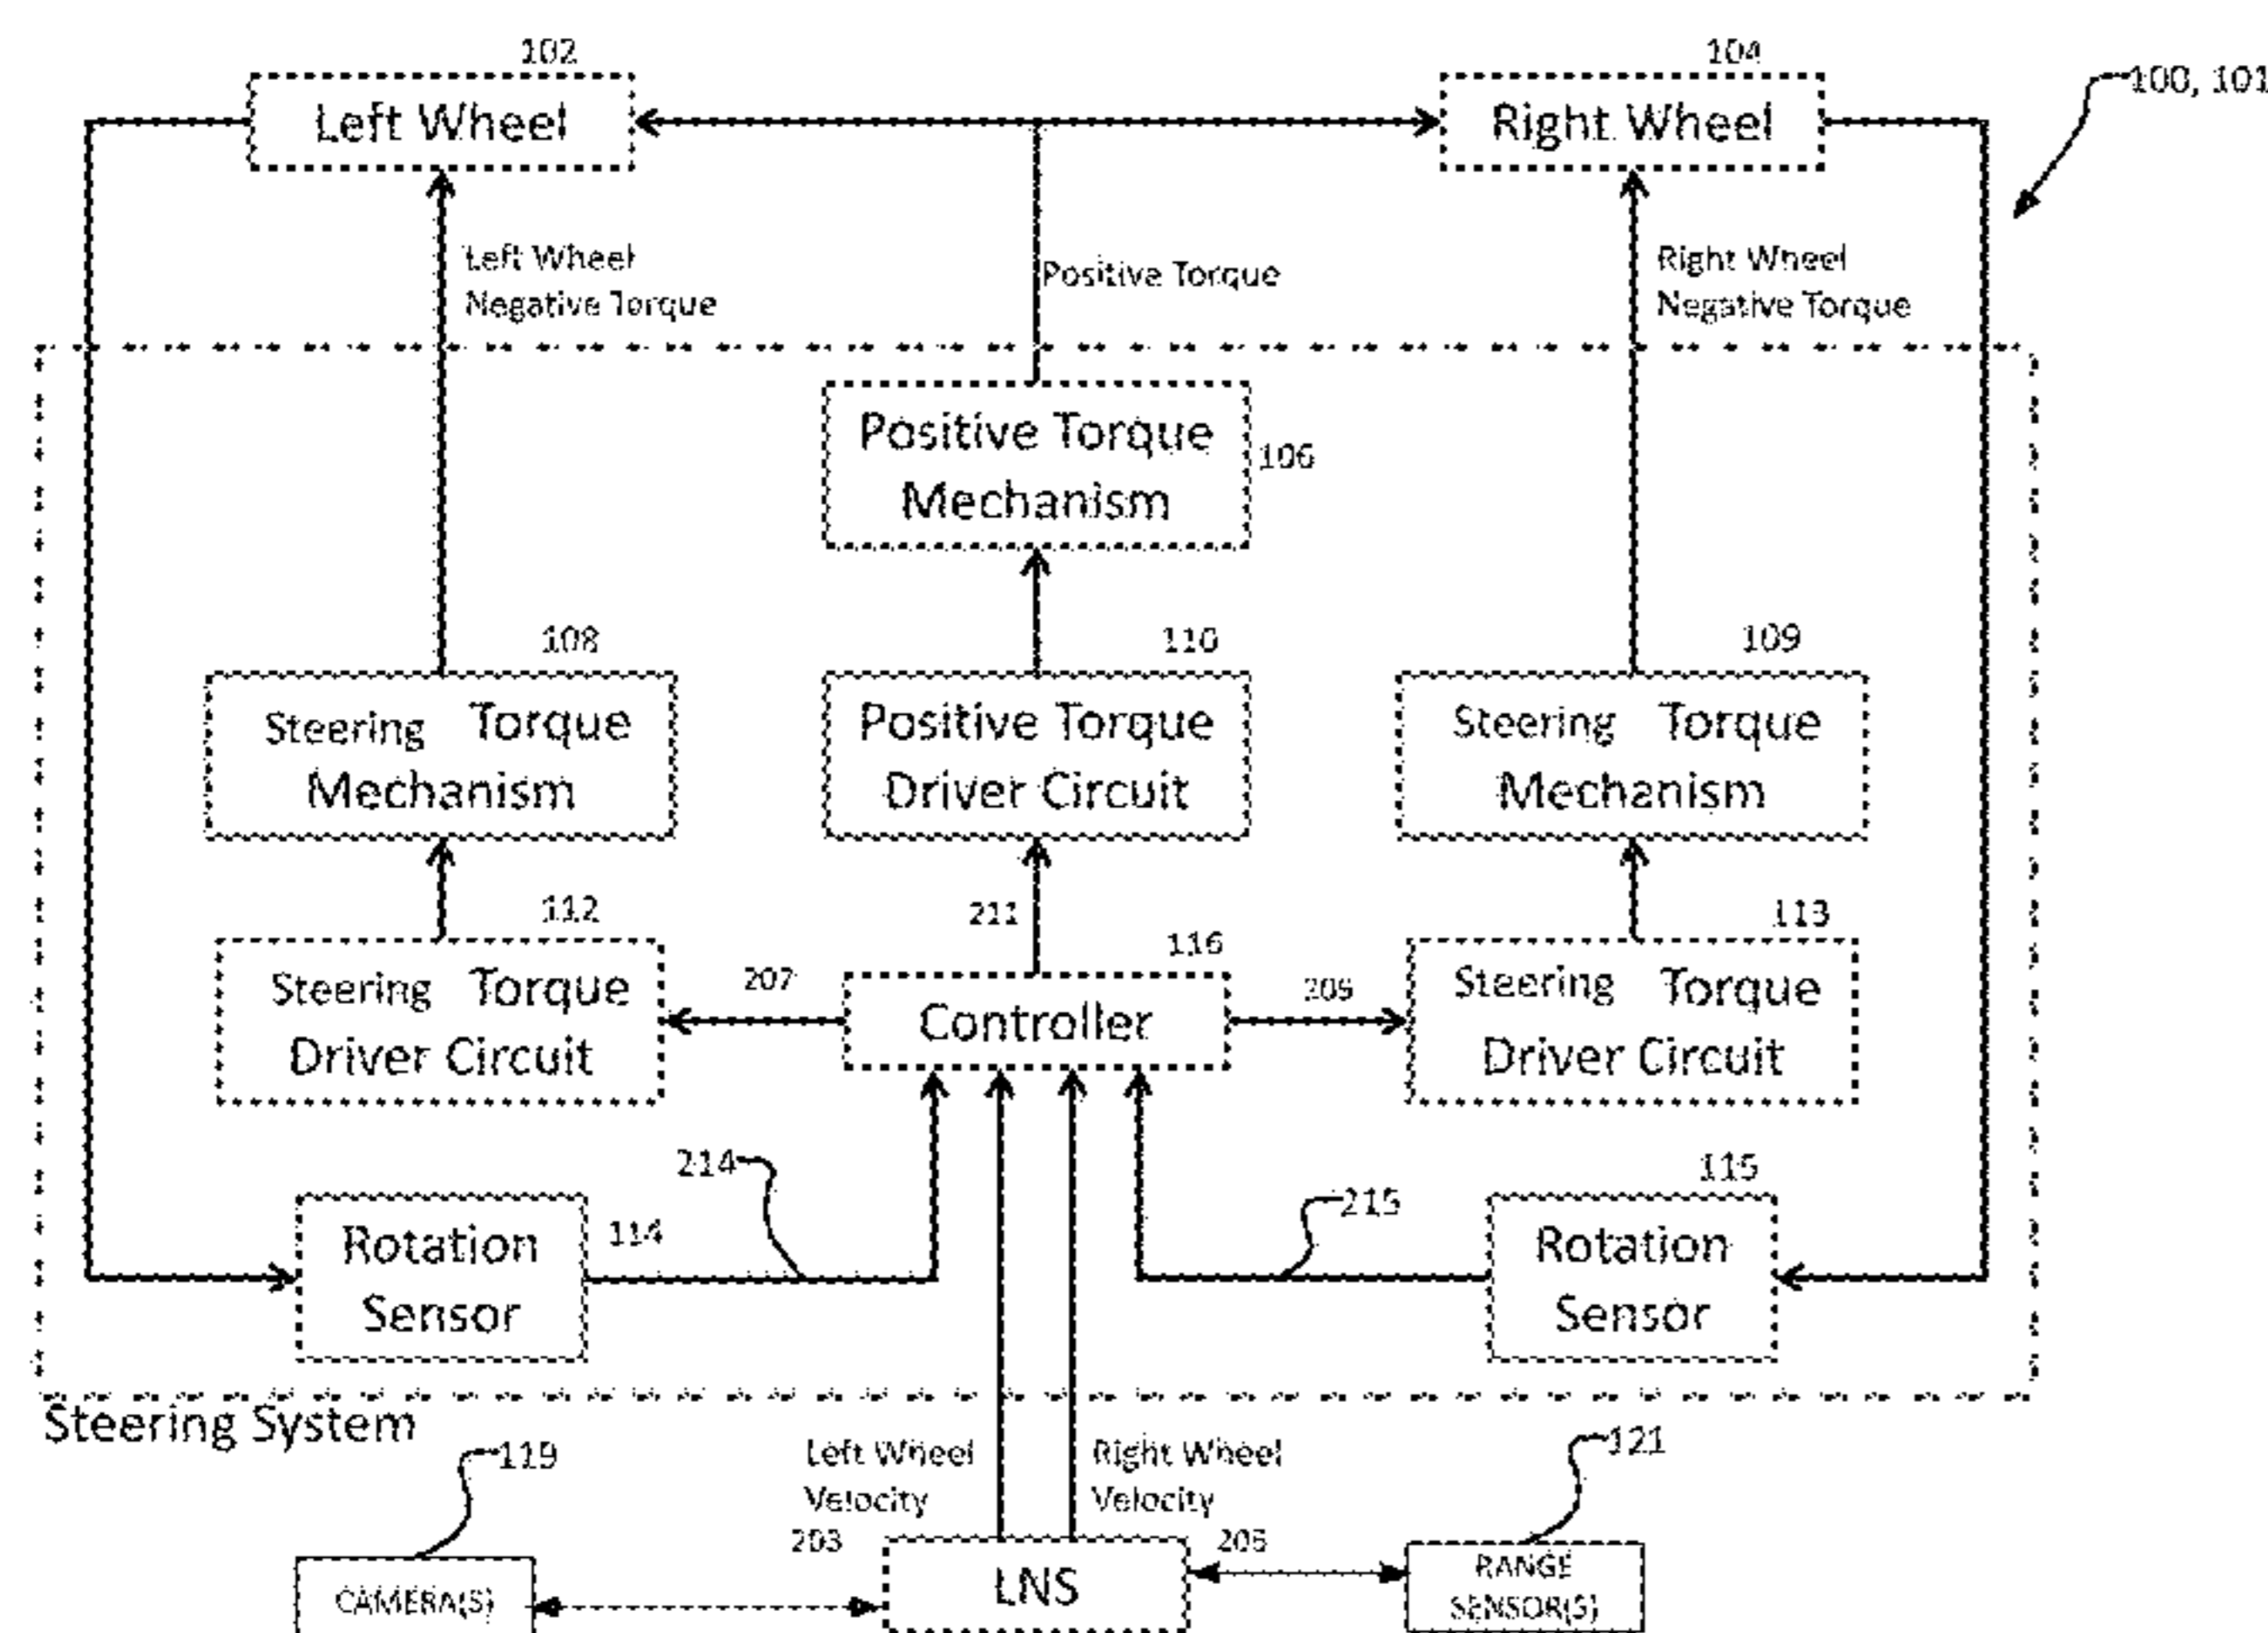 102
104
100, 101
Left Wheel
Right Wheel
Left Wheel
Negative Torque
Positive Torque
Right Wheel
Negative Torque
Positive Torque
Mechanism
106
108
110
109
Steering Torque
Mechanism
Positive Torque
Driver Circuit
Steering Torque
Mechanism
112
211
116
113
Steering Torque
Driver Circuit
207
Controller
209
Steering Torque
Driver Circuit
214
215
115
Rotation
Sensor
114
Rotation
Sensor
Steering System
119
Left Wheel
Velocity
203
Right Wheel
Velocity
205
121
CAMERA(S)
LNS
RANGE
SENSOR(S)